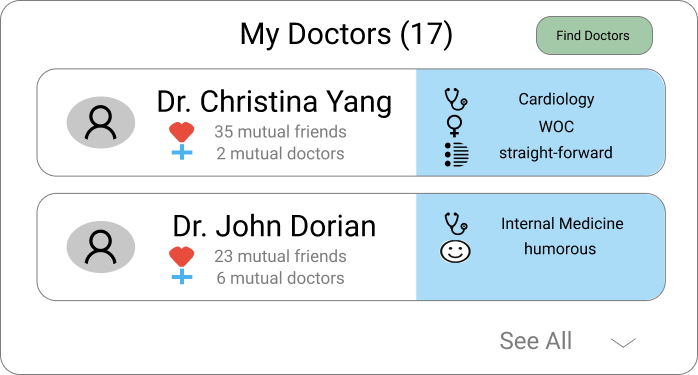 My Doctors (17)
Find Doctors
Dr. Christina Yang
35 mutual friends
2 mutual doctors
Cardiology
WOC
straight-forward
Dr. John Dorian
23 mutual friends
6 mutual doctors
Internal Medicine
humorous
See All